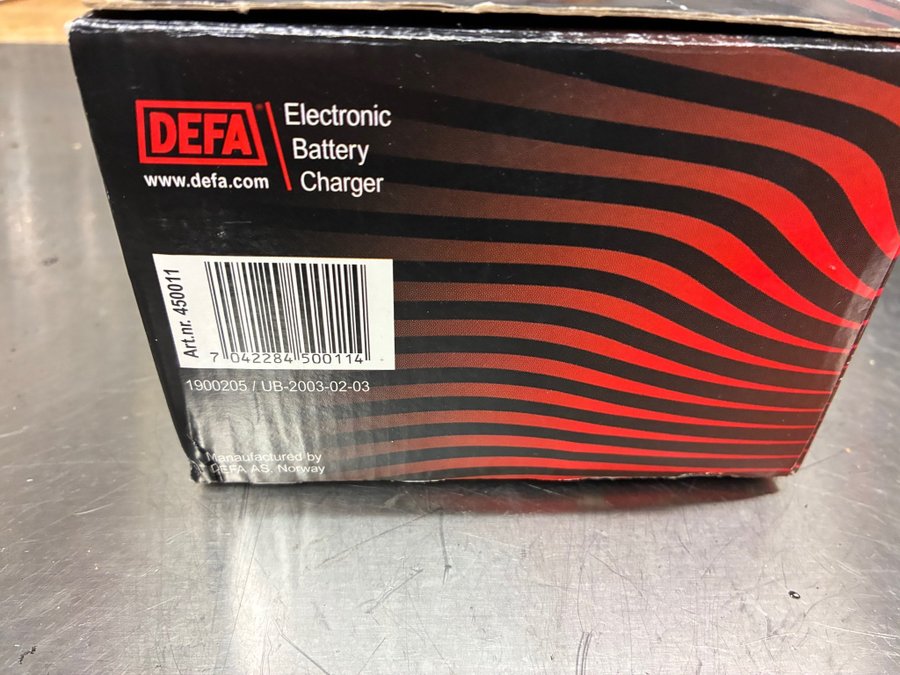 DEFA
www.defa.com
Electronic
Battery
Charger
Art.nr. 450011
7 042284 500114
1900205 / UB-2003-02-03
Manaufactured by
DEFA AS. Norway